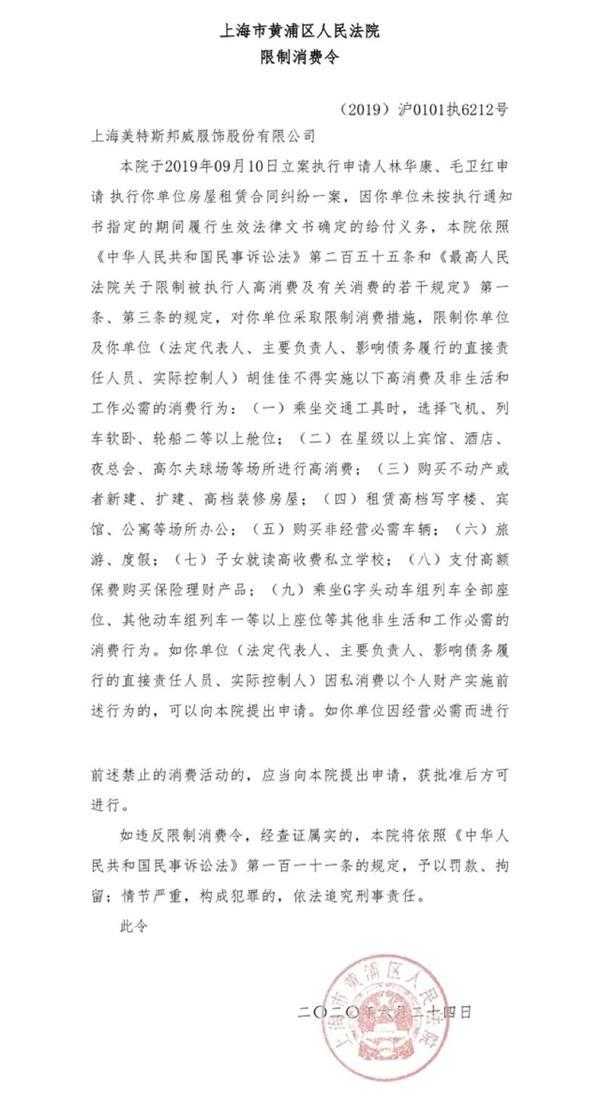 上海市黄浦区人民法院
限制消费令
（2019）沪0101执6212号
上海美特斯邦威服饰股份有限公司
本院于2019年09月10日立案执行申请人林华康、毛卫红申
请 执行你单位房屋租赁合同纠纷一案，因你单位未按执行通知
书指定的期间履行生效法律文书确定的给付义务，本院依照
《中华人民共和国民事诉讼法》第二百五十五条和《最高人民
法院关于限制被执行人高消费及有关消费的若干规定》第一
条、第三条的规定，对你单位采取限制消费措施，限制你单位
及你单位（法定代表人、主要负责人、影响债务履行的直接责
任人员、实际控制人）胡佳佳不得实施以下高消费及非生活和
工作必需的消费行为：（一）乘坐交通工具时，选择飞机、列
车软卧、轮船二等以上舱位；（二）在星级以上宾馆、酒店、
夜总会、高尔夫球场等场所进行高消费；（三）购买不动产或
者新建、扩建、高档装修房屋；（四）租赁高档写字楼、宾
馆、公寓等场所办公；（五）购买非经营必需车辆；（六）旅
游、度假；（七）子女就读高收费私立学校；（八）支付高额
保费购买保险理财产品；（九）乘坐G字头动车组列车全部座
位、其他动车组列车一等以上座位等其他非生活和工作必需的
消费行为。如你单位（法定代表人、主要负责人、影响债务履
行的直接责任人员、实际控制人）因私消费以个人财产实施前
述行为的，可以向本院提出申请。如你单位因经营必需而进行
前述禁止的消费活动的，应当向本院提出申请，获批准后方可
进行。
如违反限制消费令，经查证属实的，本院将依照《中华人
民共和国民事诉讼法》第一百一十一条的规定，予以罚款、拘
留；情节严重，构成犯罪的，依法追究刑事责任。
此令
上海市黄浦区人民法院
二〇二〇年六月二十四日